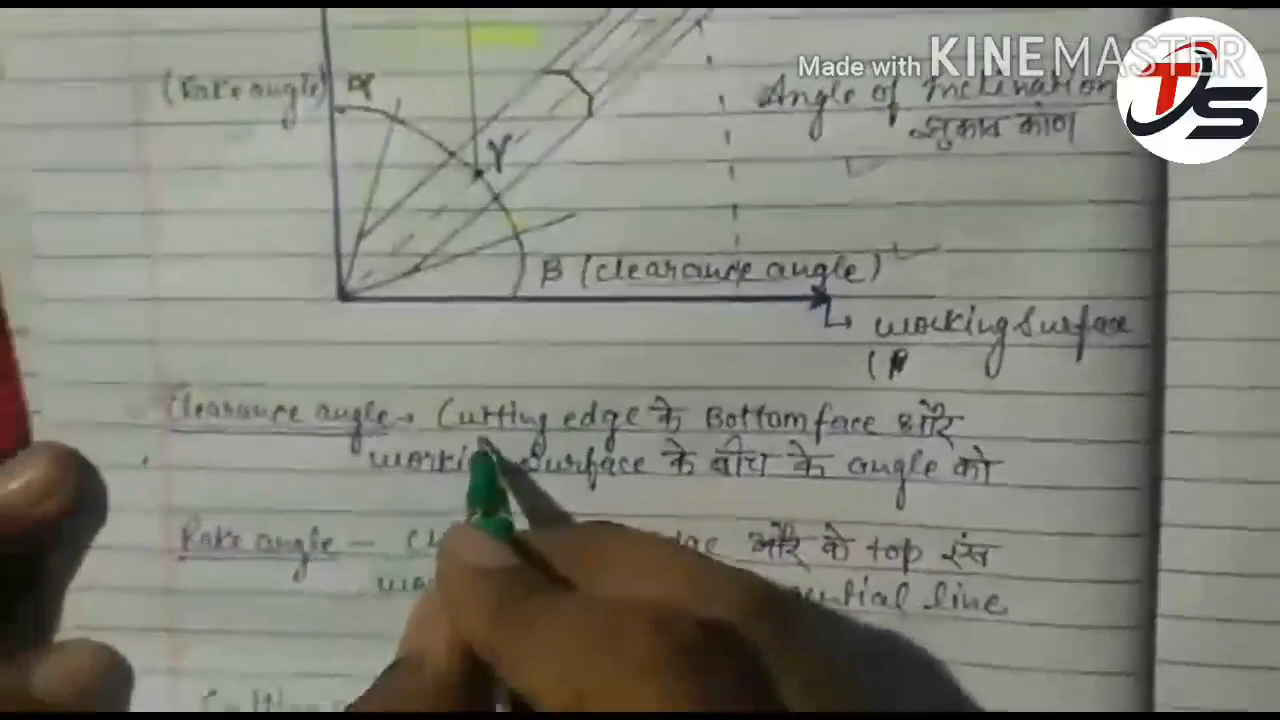 Made with KINEMASTER
TJS
(Rake angle) α
Angle of Inclination
झुकाव कोण
γ
β (clearance angle)
working surface
(
Clearance angle → Cutting edge के Bottom face और
surface के बीच के angle को
Rake angle — और के top एंव
line